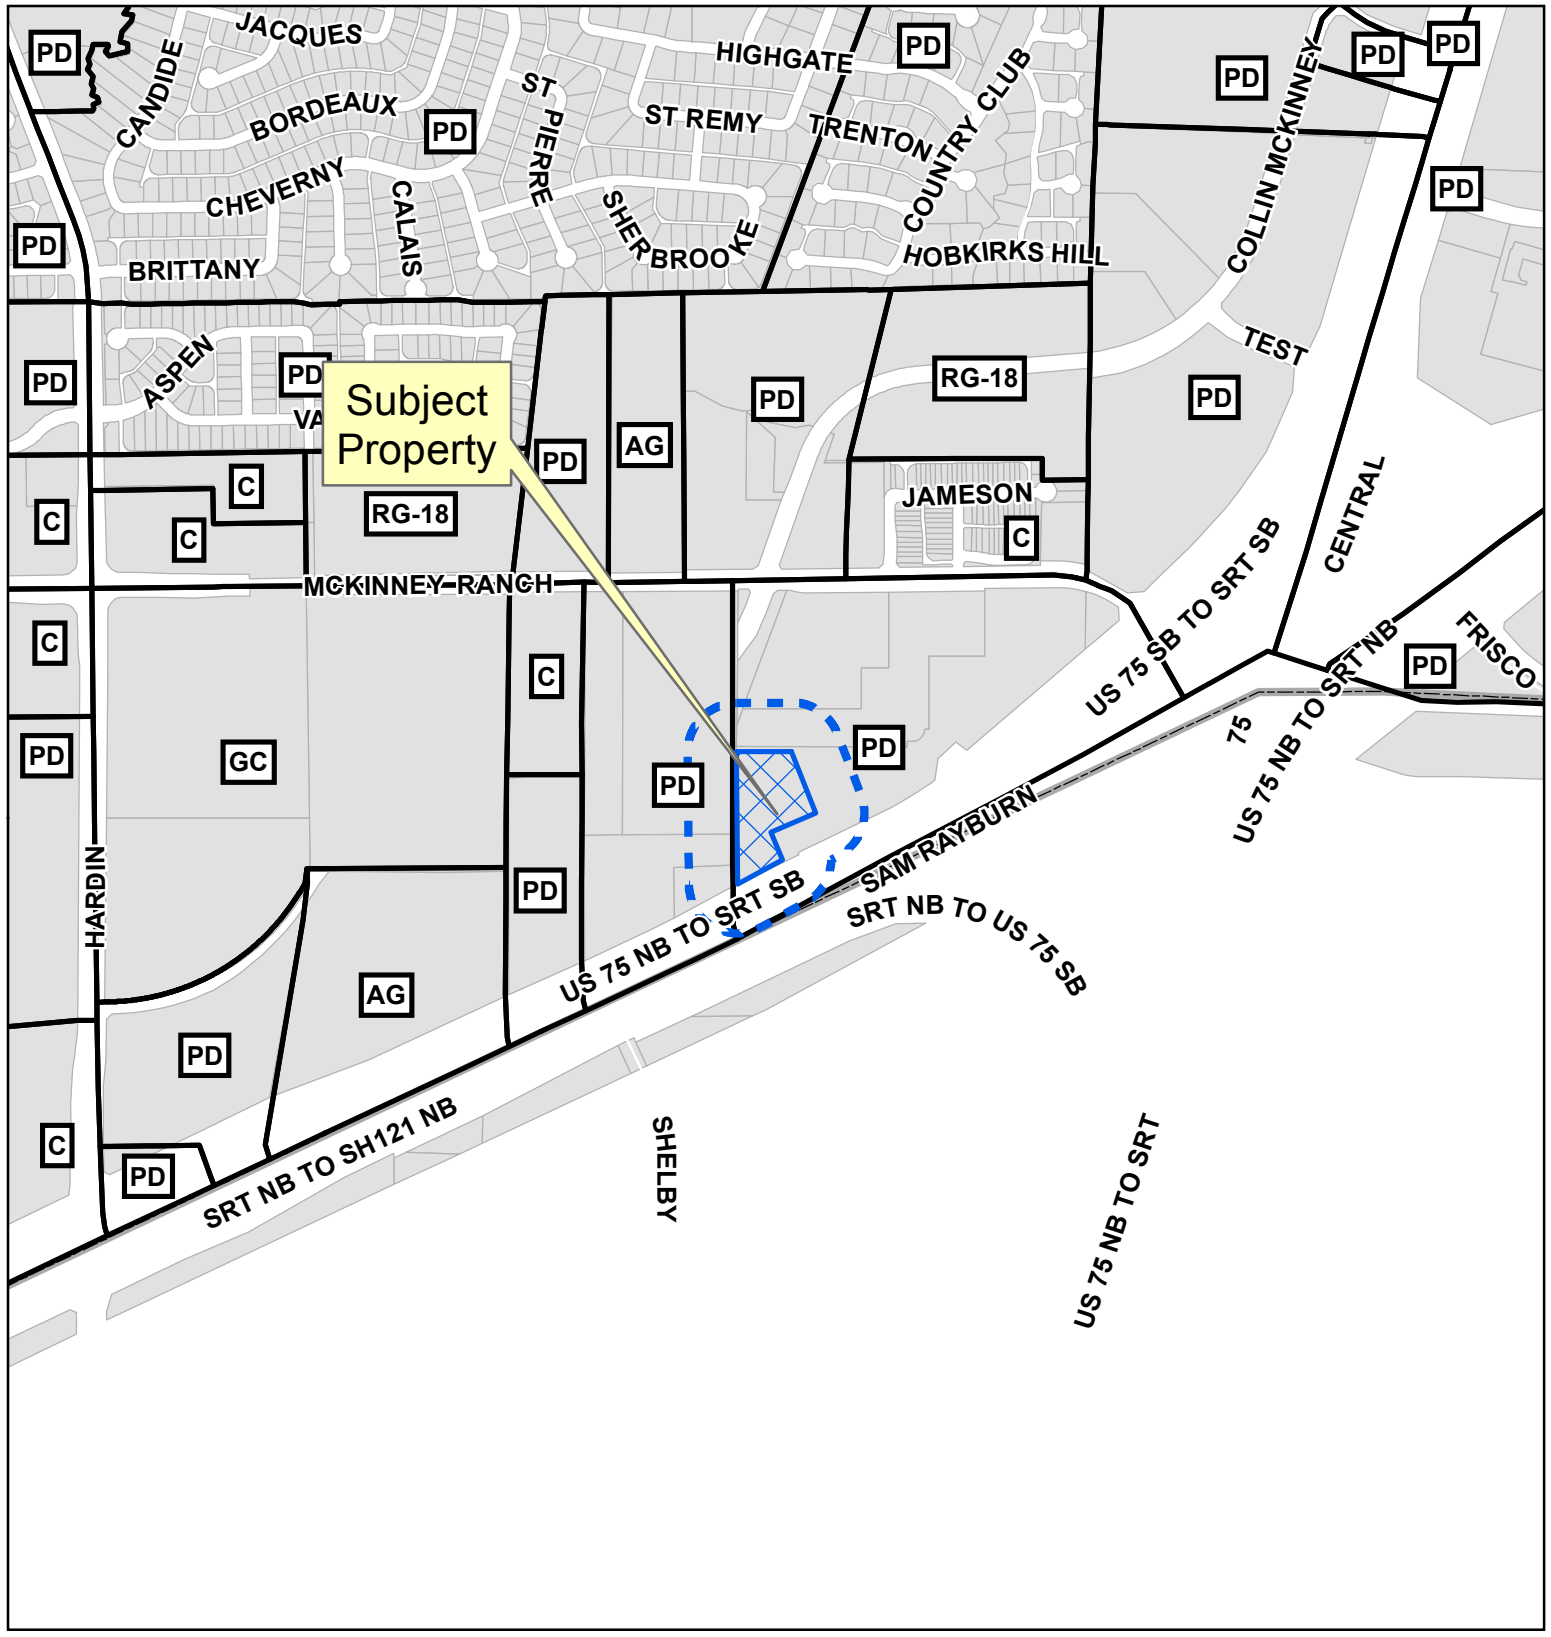 PD
JACQUES
CANDIDE
BORDEAUX
PD
ST PIERRE
HIGHGATE
PD
COUNTRY CLUB
ST REMY
TRENTON
PD
COLLIN MCKINNEY
PD
PD
PD
CHEVERNY
CALAIS
SHERBROOKE
HOBKIRKS HILL
PD
BRITTANY
ASPEN
PD
PD
VA
Subject
Property
PD
AG
PD
RG-18
TEST
PD
C
C
C
RG-18
JAMESON
C
CENTRAL
MCKINNEY RANCH
US 75 SB TO SRT SB
US 75 NB TO SRT NB
FRISCO
PD
C
C
PD
GC
PD
PD
75
HARDIN
PD
SAM RAYBURN
US 75 NB TO SRT SB
SRT NB TO US 75 SB
AG
PD
C
PD
SRT NB TO SH121 NB
SHELBY
US 75 NB TO SRT